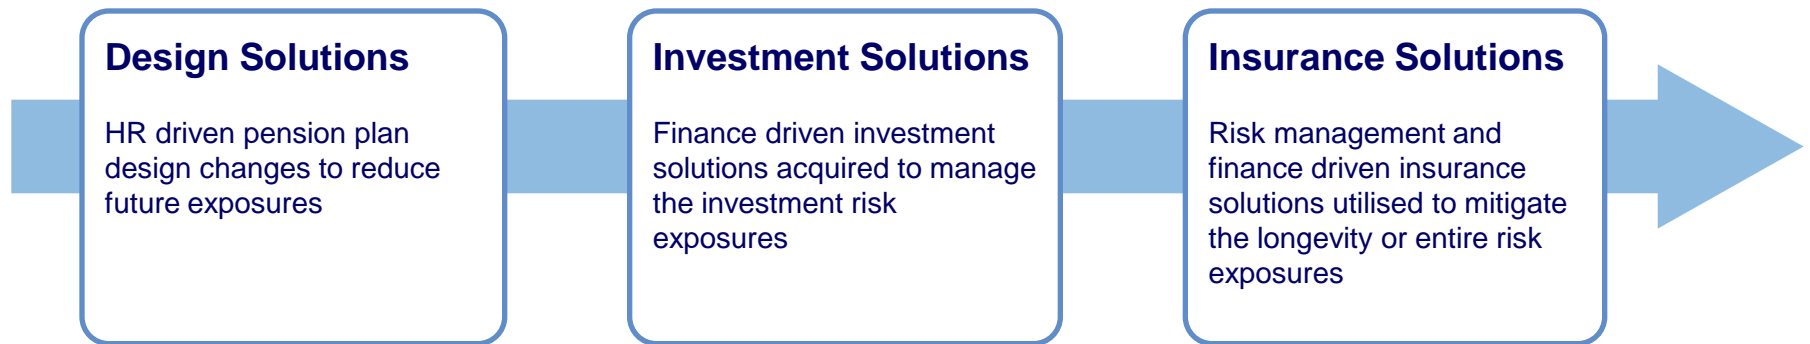 Design Solutions
HR driven pension plan
design changes to reduce
future exposures
Investment Solutions
Finance driven investment
solutions acquired to manage
the investment risk
exposures
Insurance Solutions
Risk management and
finance driven insurance
solutions utilised to mitigate
the longevity or entire risk
exposures